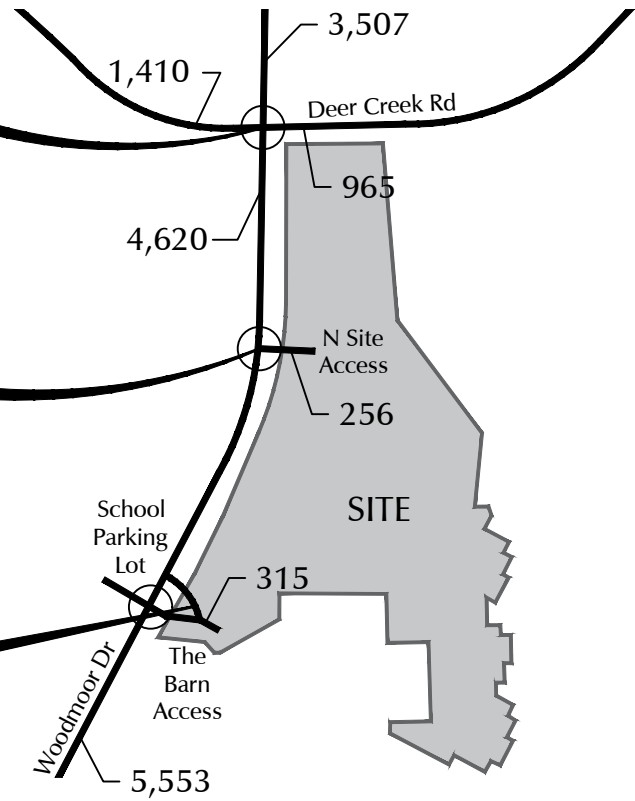 3,507
1,410
Deer Creek Rd
965
4,620
N Site
Access
256
School
Parking
Lot
SITE
315
The
Barn
Access
Woodmoor Dr
5,553